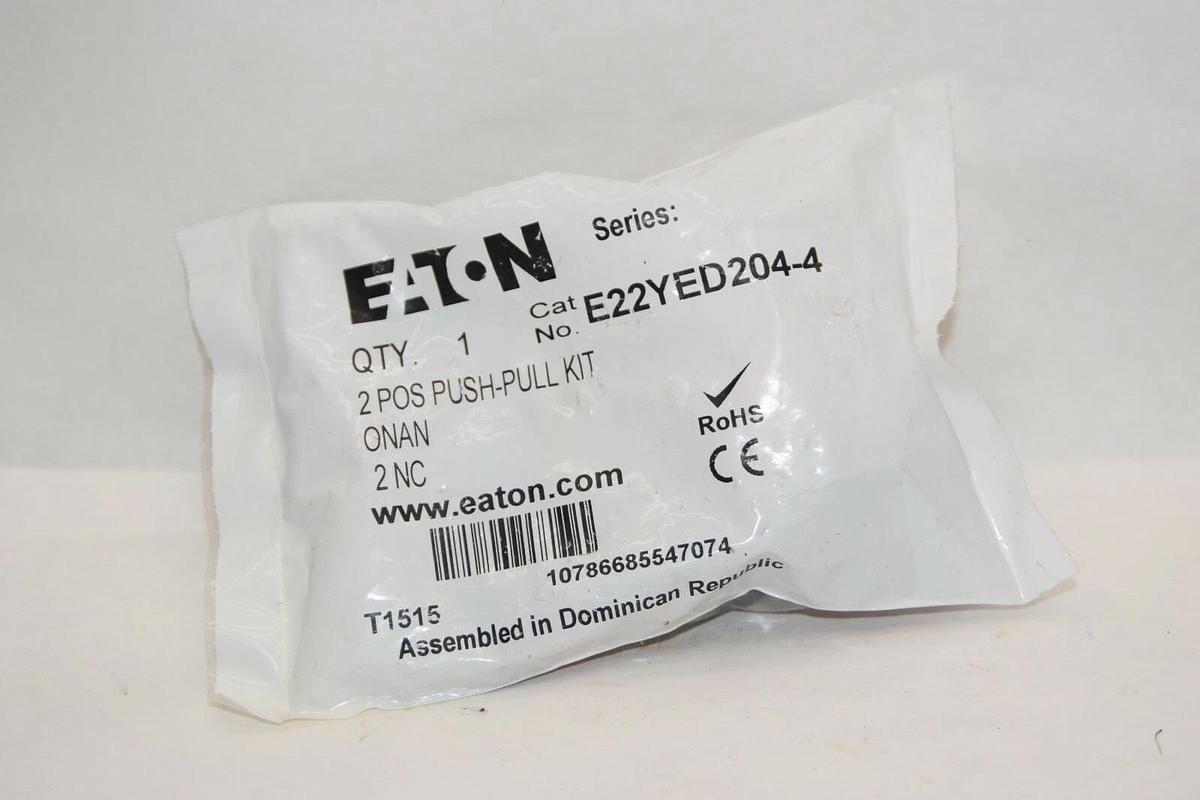 EATON
Series:
Cat
No. E22YED204-4
QTY. 1
2 POS PUSH-PULL KIT
ONAN
2 NC
RoHS
CE
www.eaton.com
10786685547074
T1515
Assembled in Dominican Republic